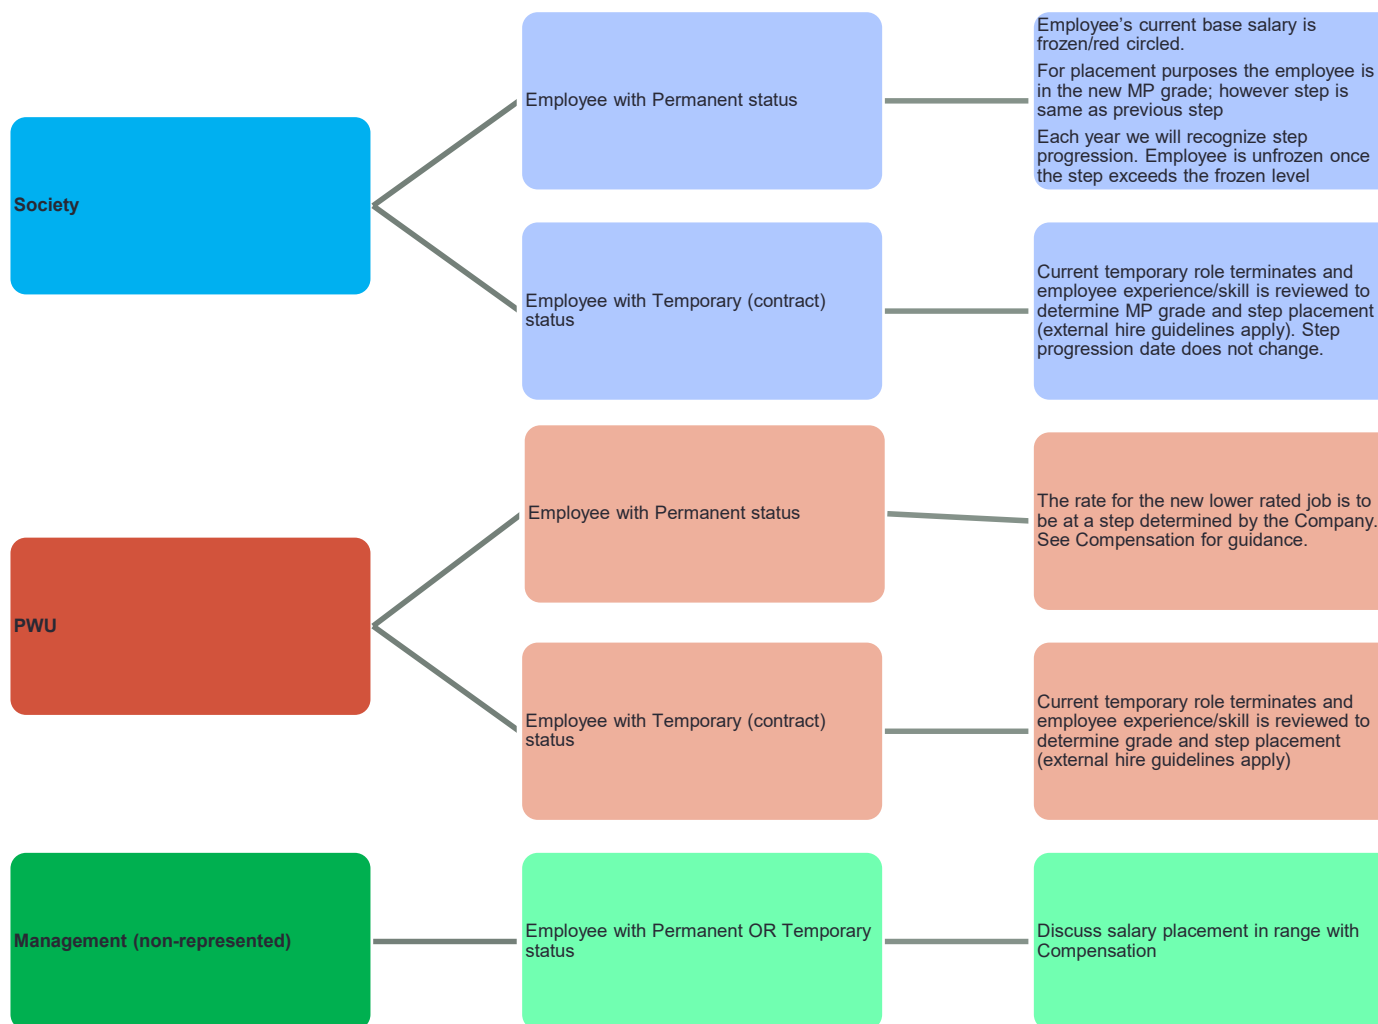 Society
Employee with Permanent status
Employee's current base salary is
frozen/red circled.
For placement purposes the employee is
in the new MP grade; however step is
same as previous step
Each year we will recognize step
progression. Employee is unfrozen once
the step exceeds the frozen level
Employee with Temporary (contract)
status
Current temporary role terminates and
employee experience/skill is reviewed to
determine MP grade and step placement
(external hire guidelines apply). Step
progression date does not change.
PWU
Employee with Permanent status
The rate for the new lower rated job is to
be at a step determined by the Company.
See Compensation for guidance.
Employee with Temporary (contract)
status
Current temporary role terminates and
employee experience/skill is reviewed to
determine grade and step placement
(external hire guidelines apply)
Management (non-represented)
Employee with Permanent OR Temporary
status
Discuss salary placement in range with
Compensation